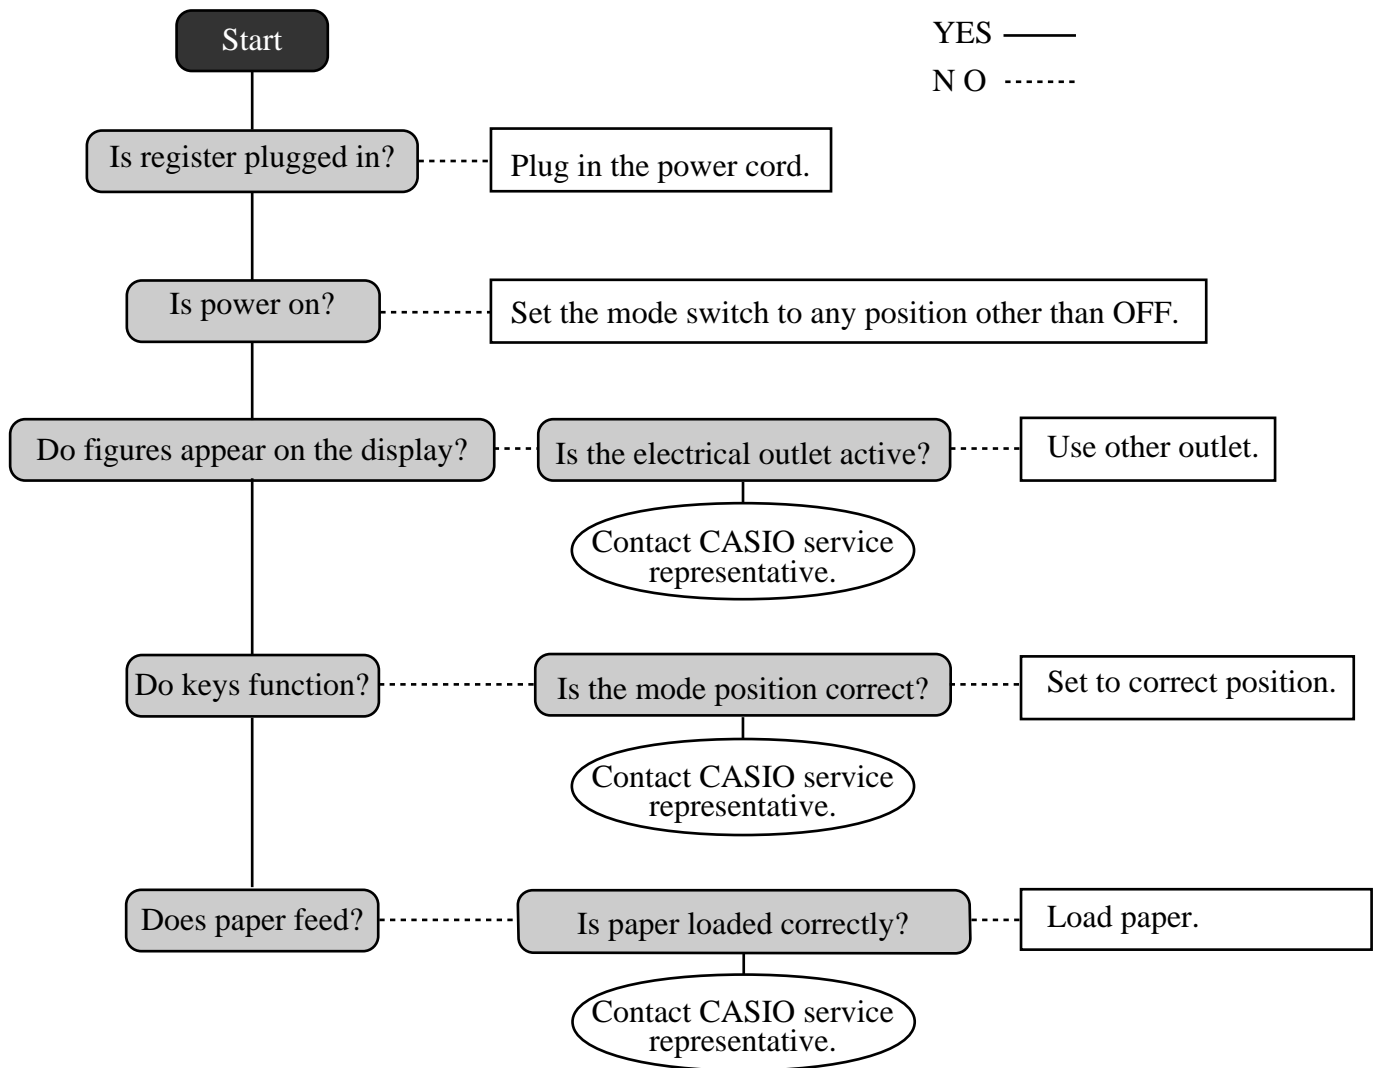 Start
YES
N O
Is register plugged in?
Plug in the power cord.
Is power on?
Set the mode switch to any position other than OFF.
Do figures appear on the display?
Is the electrical outlet active?
Use other outlet.
Contact CASIO service
representative.
Do keys function?
Is the mode position correct?
Set to correct position.
Contact CASIO service
representative.
Does paper feed?
Is paper loaded correctly?
Load paper.
Contact CASIO service
representative.